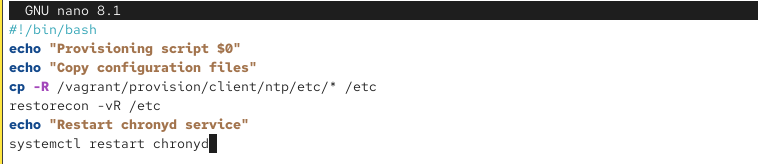 GNU nano 8.1
#!/bin/bash
echo "Provisioning script $0"
echo "Copy configuration files"
cp -R /vagrant/provision/client/ntp/etc/* /etc
restorecon -vR /etc
echo "Restart chronyd service"
systemctl restart chronyd